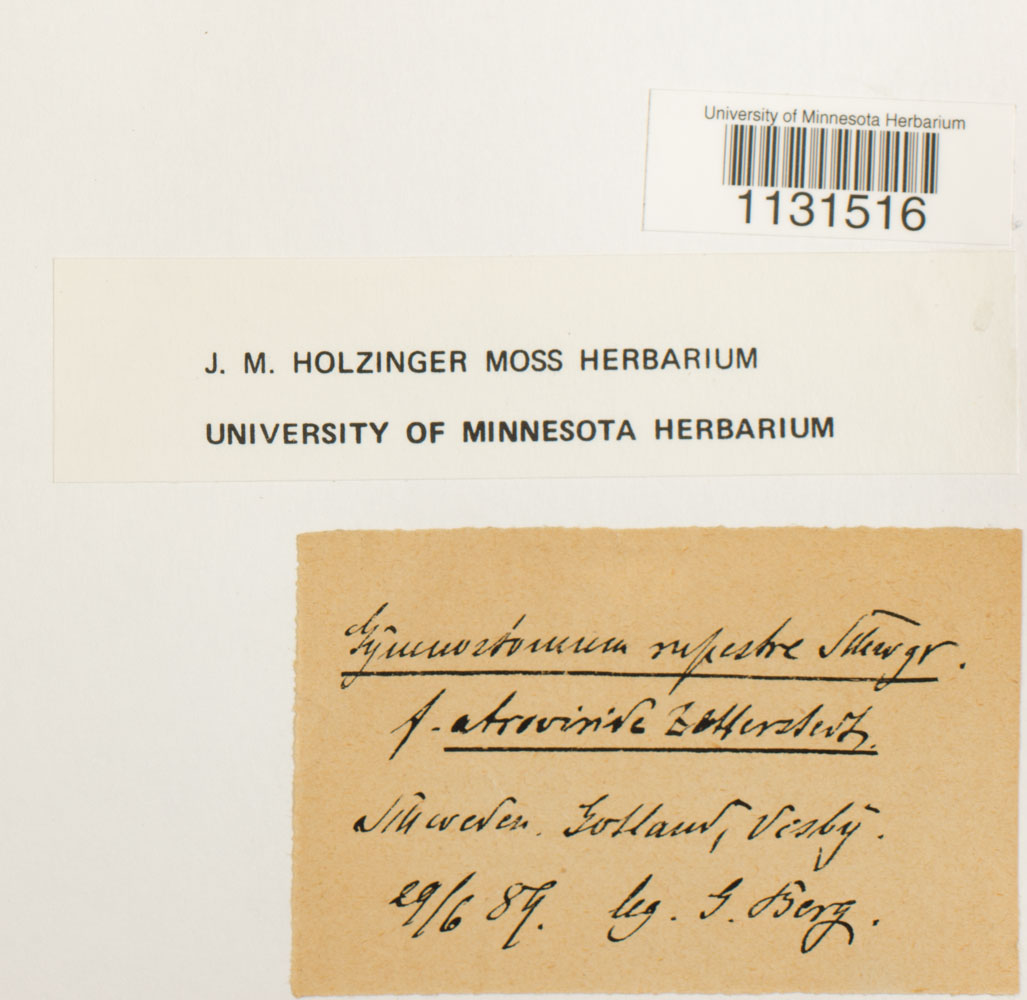 University of Minnesota Herbarium
1131516
J. M. HOLZINGER MOSS HERBARIUM
UNIVERSITY OF MINNESOTA HERBARIUM
Gymnostomum rupestre Schwgr.
f. atroviride Zetterstedt.
Schweden. Gotland, Visby.
29/6 89. leg. G. Berg.